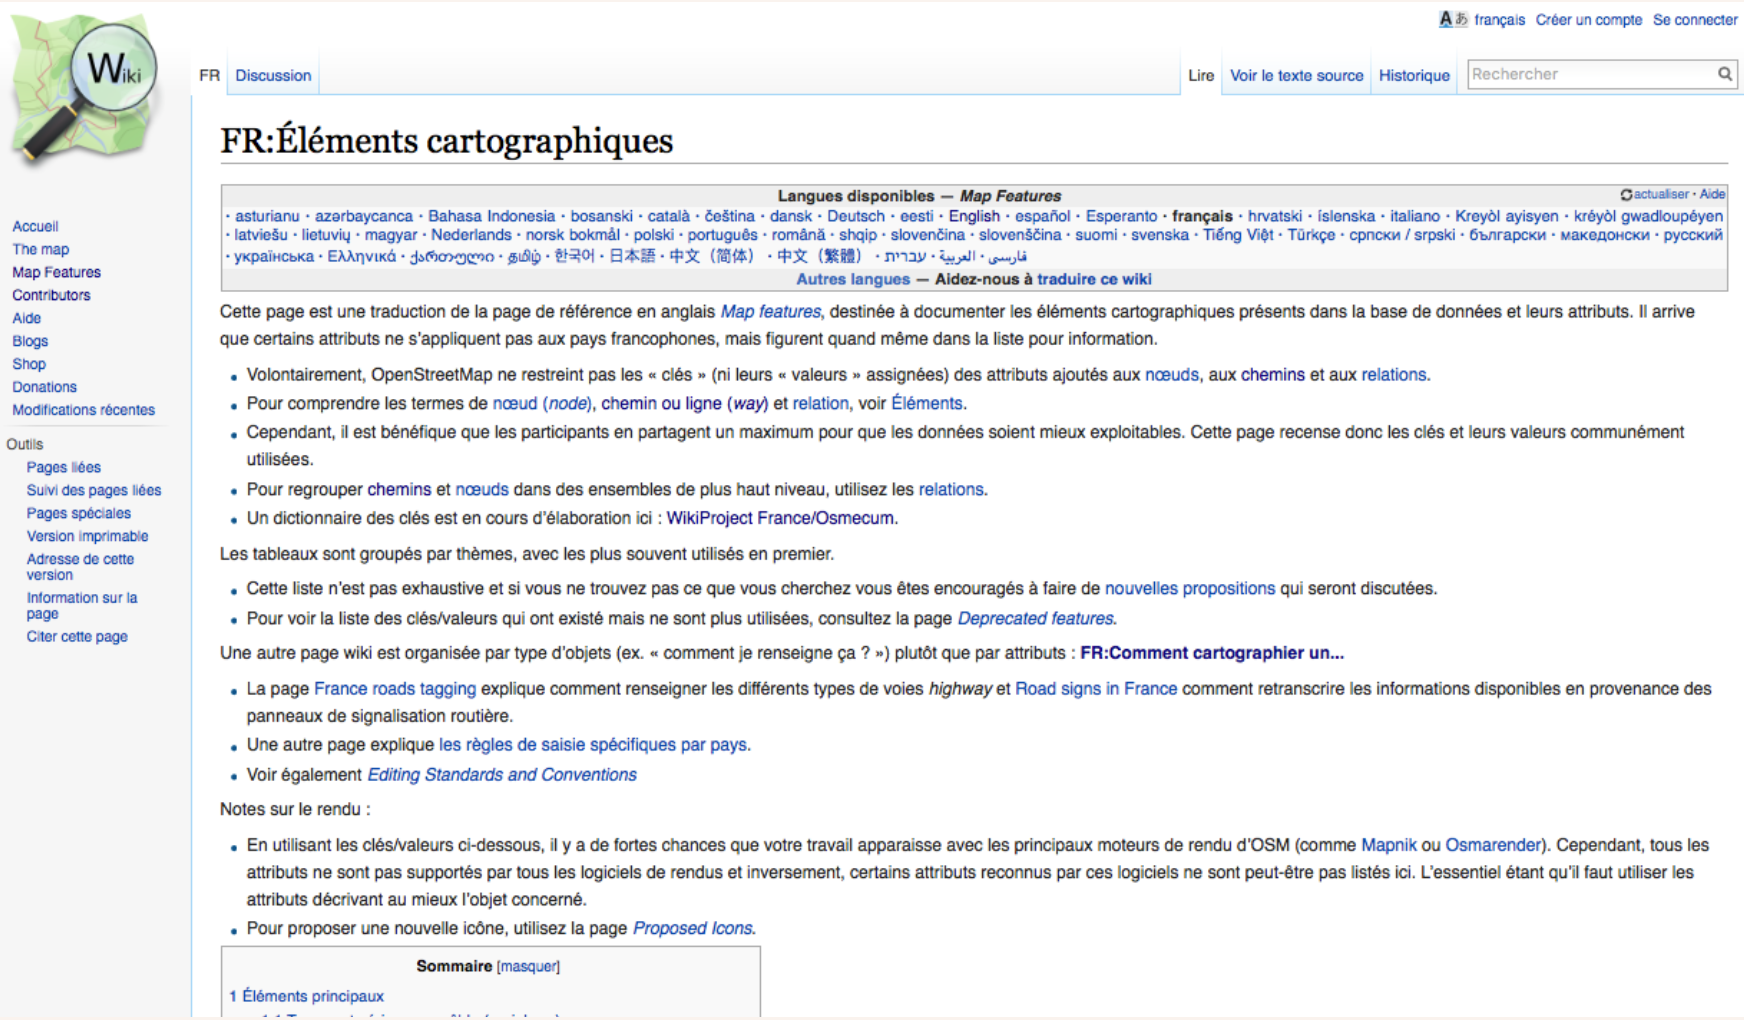 Wiki
français Créer un compte Se connecter
FR Discussion
Lire Voir le texte source Historique Rechercher
FR:Éléments cartographiques
Langues disponibles — Map Features
actualiser · Aide
· asturianu · azərbaycanca · Bahasa Indonesia · bosanski · català · čeština · dansk · Deutsch · eesti · English · español · Esperanto · français · hrvatski · íslenska · italiano · Kreyòl ayisyen · kréyòl gwadloupéyen
· latviešu · lietuvių · magyar · Nederlands · norsk bokmål · polski · português · română · shqip · slovenčina · slovenščina · suomi · svenska · Tiếng Việt · Türkçe · српски / srpski · български · македонски · русский
· українська · Ελληνικά · ქართული · தமிழ் · 한국어 · 日本語 · 中文（简体） · 中文（繁體） · עברית · العربية · فارسی
Autres langues — Aidez-nous à traduire ce wiki
Accueil
The map
Map Features
Contributors
Aide
Blogs
Shop
Donations
Modifications récentes
Outils
Pages liées
Suivi des pages liées
Pages spéciales
Version imprimable
Adresse de cette
version
Information sur la
page
Citer cette page
Cette page est une traduction de la page de référence en anglais Map features, destinée à documenter les éléments cartographiques présents dans la base de données et leurs attributs. Il arrive
que certains attributs ne s'appliquent pas aux pays francophones, mais figurent quand même dans la liste pour information.
Volontairement, OpenStreetMap ne restreint pas les « clés » (ni leurs « valeurs » assignées) des attributs ajoutés aux nœuds, aux chemins et aux relations.
Pour comprendre les termes de nœud (node), chemin ou ligne (way) et relation, voir Éléments.
Cependant, il est bénéfique que les participants en partagent un maximum pour que les données soient mieux exploitables. Cette page recense donc les clés et leurs valeurs communément
utilisées.
Pour regrouper chemins et nœuds dans des ensembles de plus haut niveau, utilisez les relations.
Un dictionnaire des clés est en cours d'élaboration ici : WikiProject France/Osmecum.
Les tableaux sont groupés par thèmes, avec les plus souvent utilisés en premier.
Cette liste n'est pas exhaustive et si vous ne trouvez pas ce que vous cherchez vous êtes encouragés à faire de nouvelles propositions qui seront discutées.
Pour voir la liste des clés/valeurs qui ont existé mais ne sont plus utilisées, consultez la page Deprecated features.
Une autre page wiki est organisée par type d'objets (ex. « comment je renseigne ça ? ») plutôt que par attributs : FR:Comment cartographier un...
La page France roads tagging explique comment renseigner les différents types de voies highway et Road signs in France comment retranscrire les informations disponibles en provenance des
panneaux de signalisation routière.
Une autre page explique les règles de saisie spécifiques par pays.
Voir également Editing Standards and Conventions
Notes sur le rendu :
En utilisant les clés/valeurs ci-dessous, il y a de fortes chances que votre travail apparaisse avec les principaux moteurs de rendu d'OSM (comme Mapnik ou Osmarender). Cependant, tous les
attributs ne sont pas supportés par tous les logiciels de rendus et inversement, certains attributs reconnus par ces logiciels ne sont peut-être pas listés ici. L'essentiel étant qu'il faut utiliser les
attributs décrivant au mieux l'objet concerné.
Pour proposer une nouvelle icône, utilisez la page Proposed Icons.
Sommaire [masquer]
1 Éléments principaux